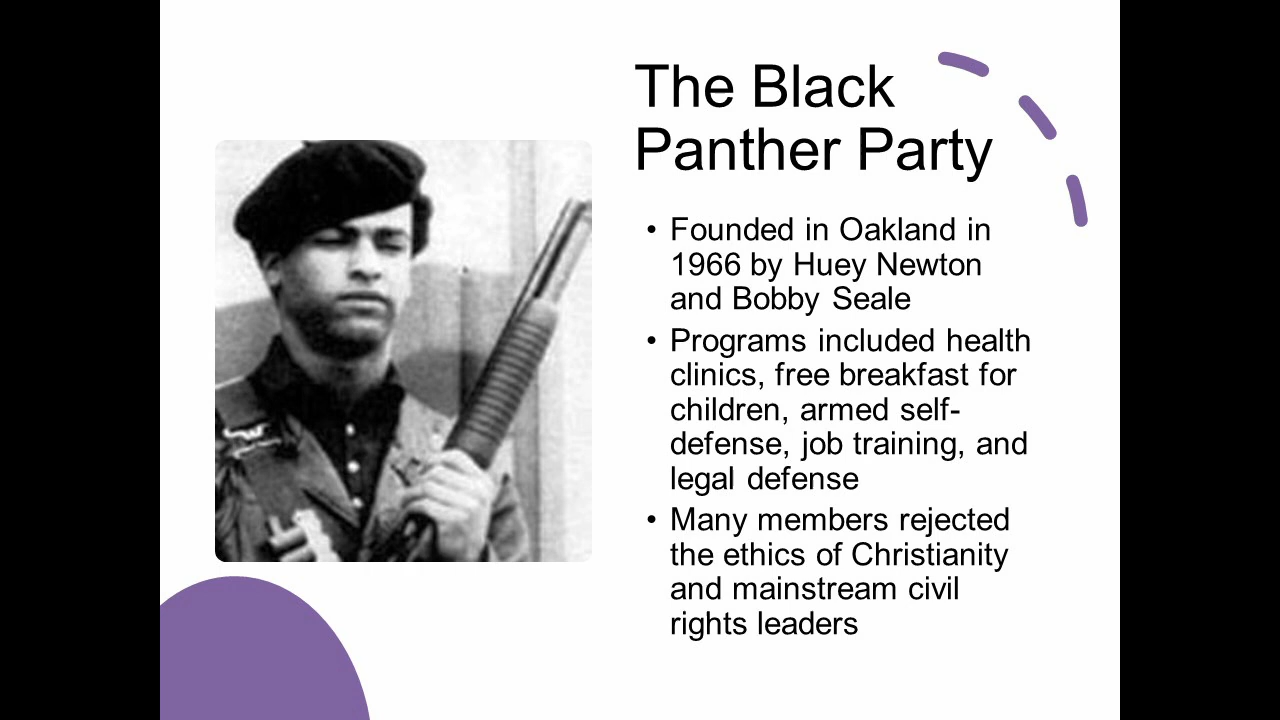 The Black
Panther Party
• Founded in Oakland in
1966 by Huey Newton
and Bobby Seale
• Programs included health
clinics, free breakfast for
children, armed self-
defense, job training, and
legal defense
• Many members rejected
the ethics of Christianity
and mainstream civil
rights leaders